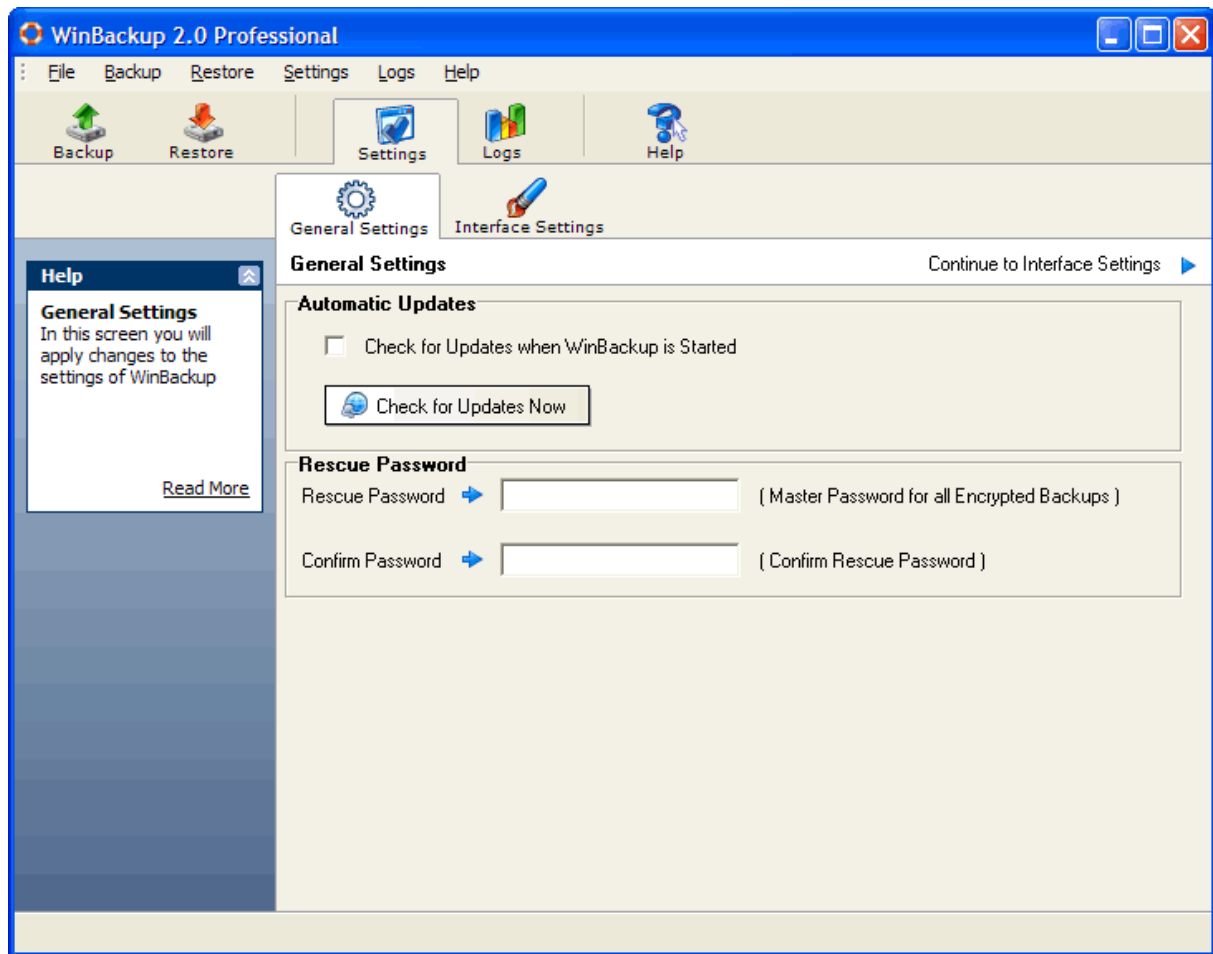 WinBackup 2.0 Professional
File Backup Restore Settings Logs Help
Backup Restore Settings Logs Help
General Settings Interface Settings
Help
General Settings
In this screen you will
apply changes to the
settings of WinBackup
Read More
General Settings Continue to Interface Settings
Automatic Updates
Check for Updates when WinBackup is Started
Check for Updates Now
Rescue Password
Rescue Password ( Master Password for all Encrypted Backups )
Confirm Password ( Confirm Rescue Password )